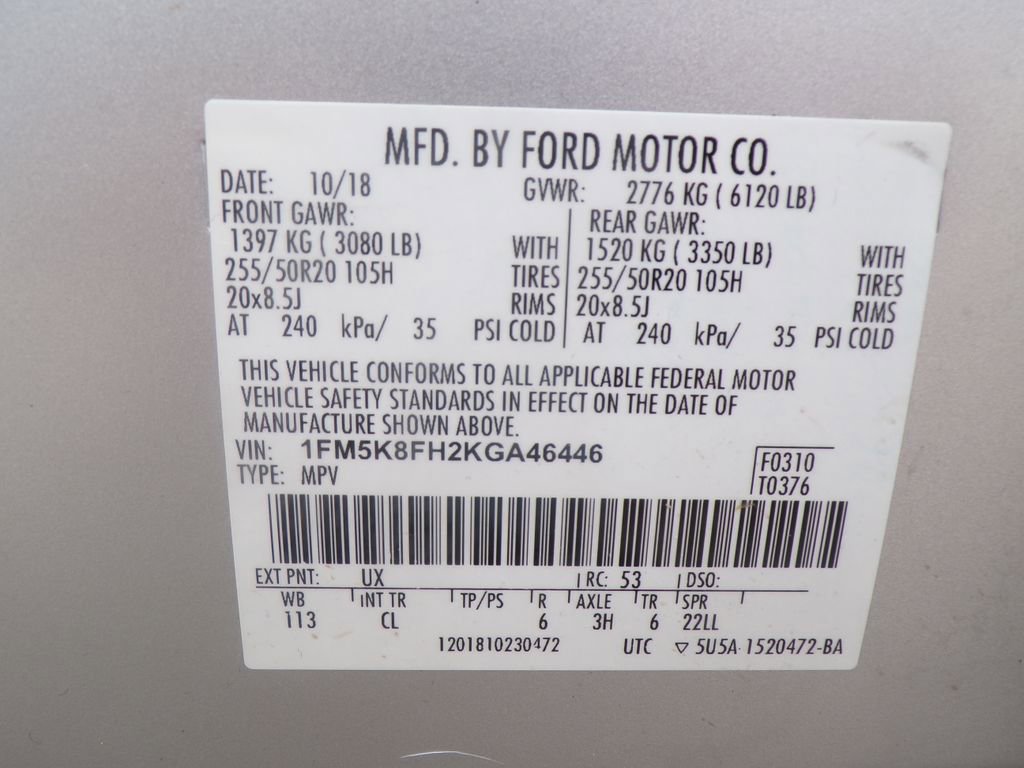 MFD. BY FORD MOTOR CO.
DATE: 10/18 GVWR: 2776 KG ( 6120 LB)
FRONT GAWR: REAR GAWR:
1397 KG ( 3080 LB) WITH 1520 KG ( 3350 LB) WITH
255/50R20 105H TIRES 255/50R20 105H TIRES
20x8.5J RIMS 20x8.5J RIMS
AT 240 kPa/ 35 PSI COLD AT 240 kPa/ 35 PSI COLD
THIS VEHICLE CONFORMS TO ALL APPLICABLE FEDERAL MOTOR
VEHICLE SAFETY STANDARDS IN EFFECT ON THE DATE OF
MANUFACTURE SHOWN ABOVE.
VIN: 1FM5K8FH2KGA46446
TYPE: MPV
F0310
T0376
EXT PNT: UX RC: 53 DSO:
WB INT TR TP/PS R AXLE TR SPR
113 CL 6 3H 6 22LL
1201810230472 UTC ▽ 5U5A-1520472-BA